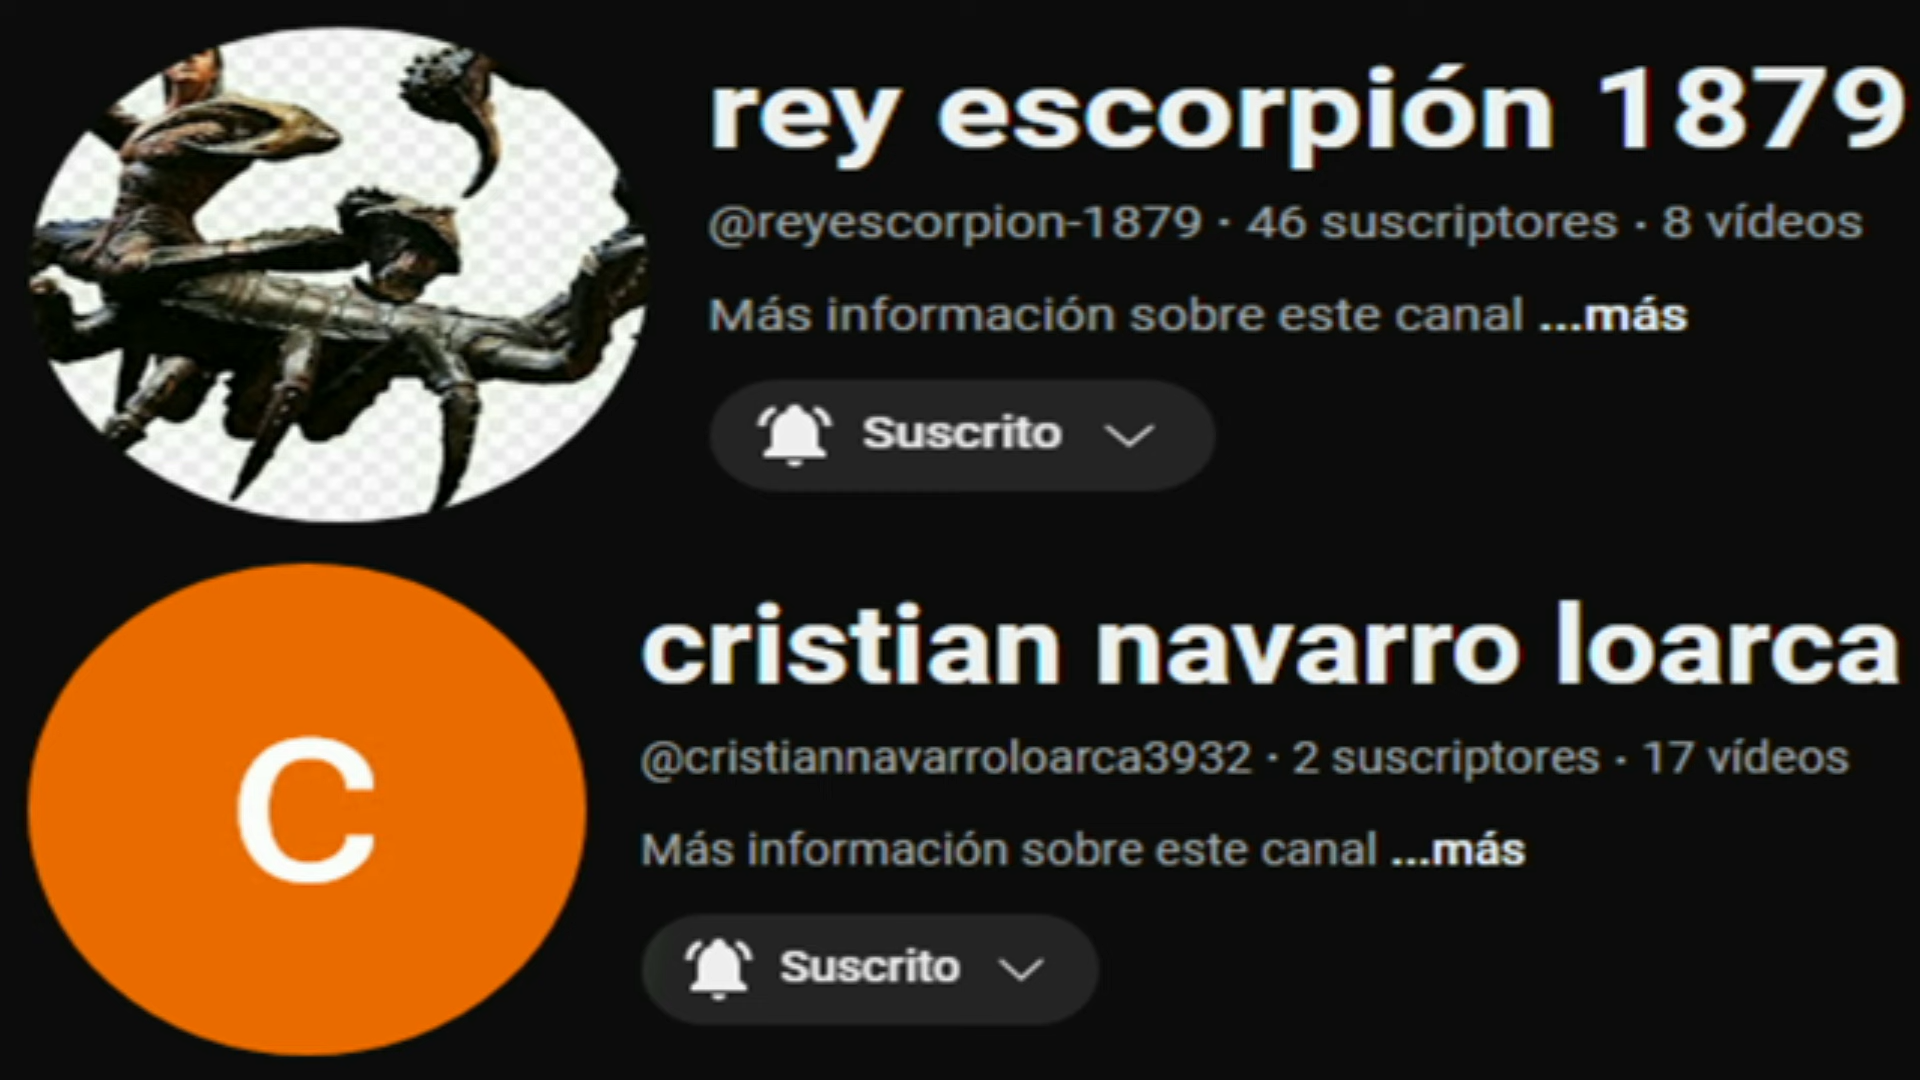 rey escorpión 1879
@reyescorpion-1879 · 46 suscriptores · 8 vídeos
Más información sobre este canal ...más
Suscrito
C
cristian navarro loarca
@cristiannavarroloarca3932 · 2 suscriptores · 17 vídeos
Más información sobre este canal ...más
Suscrito